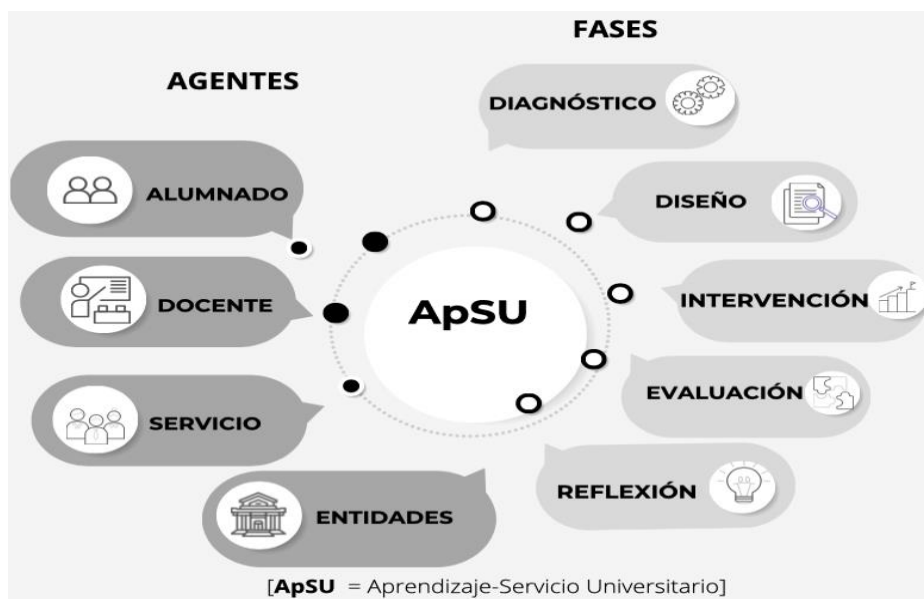 AGENTES
ALUMNADO
DOCENTE
SERVICIO
ENTIDADES
FASES
DIAGNÓSTICO
DISEÑO
INTERVENCIÓN
EVALUACIÓN
REFLEXIÓN
ApSU
[ApSU = Aprendizaje-Servicio Universitario]